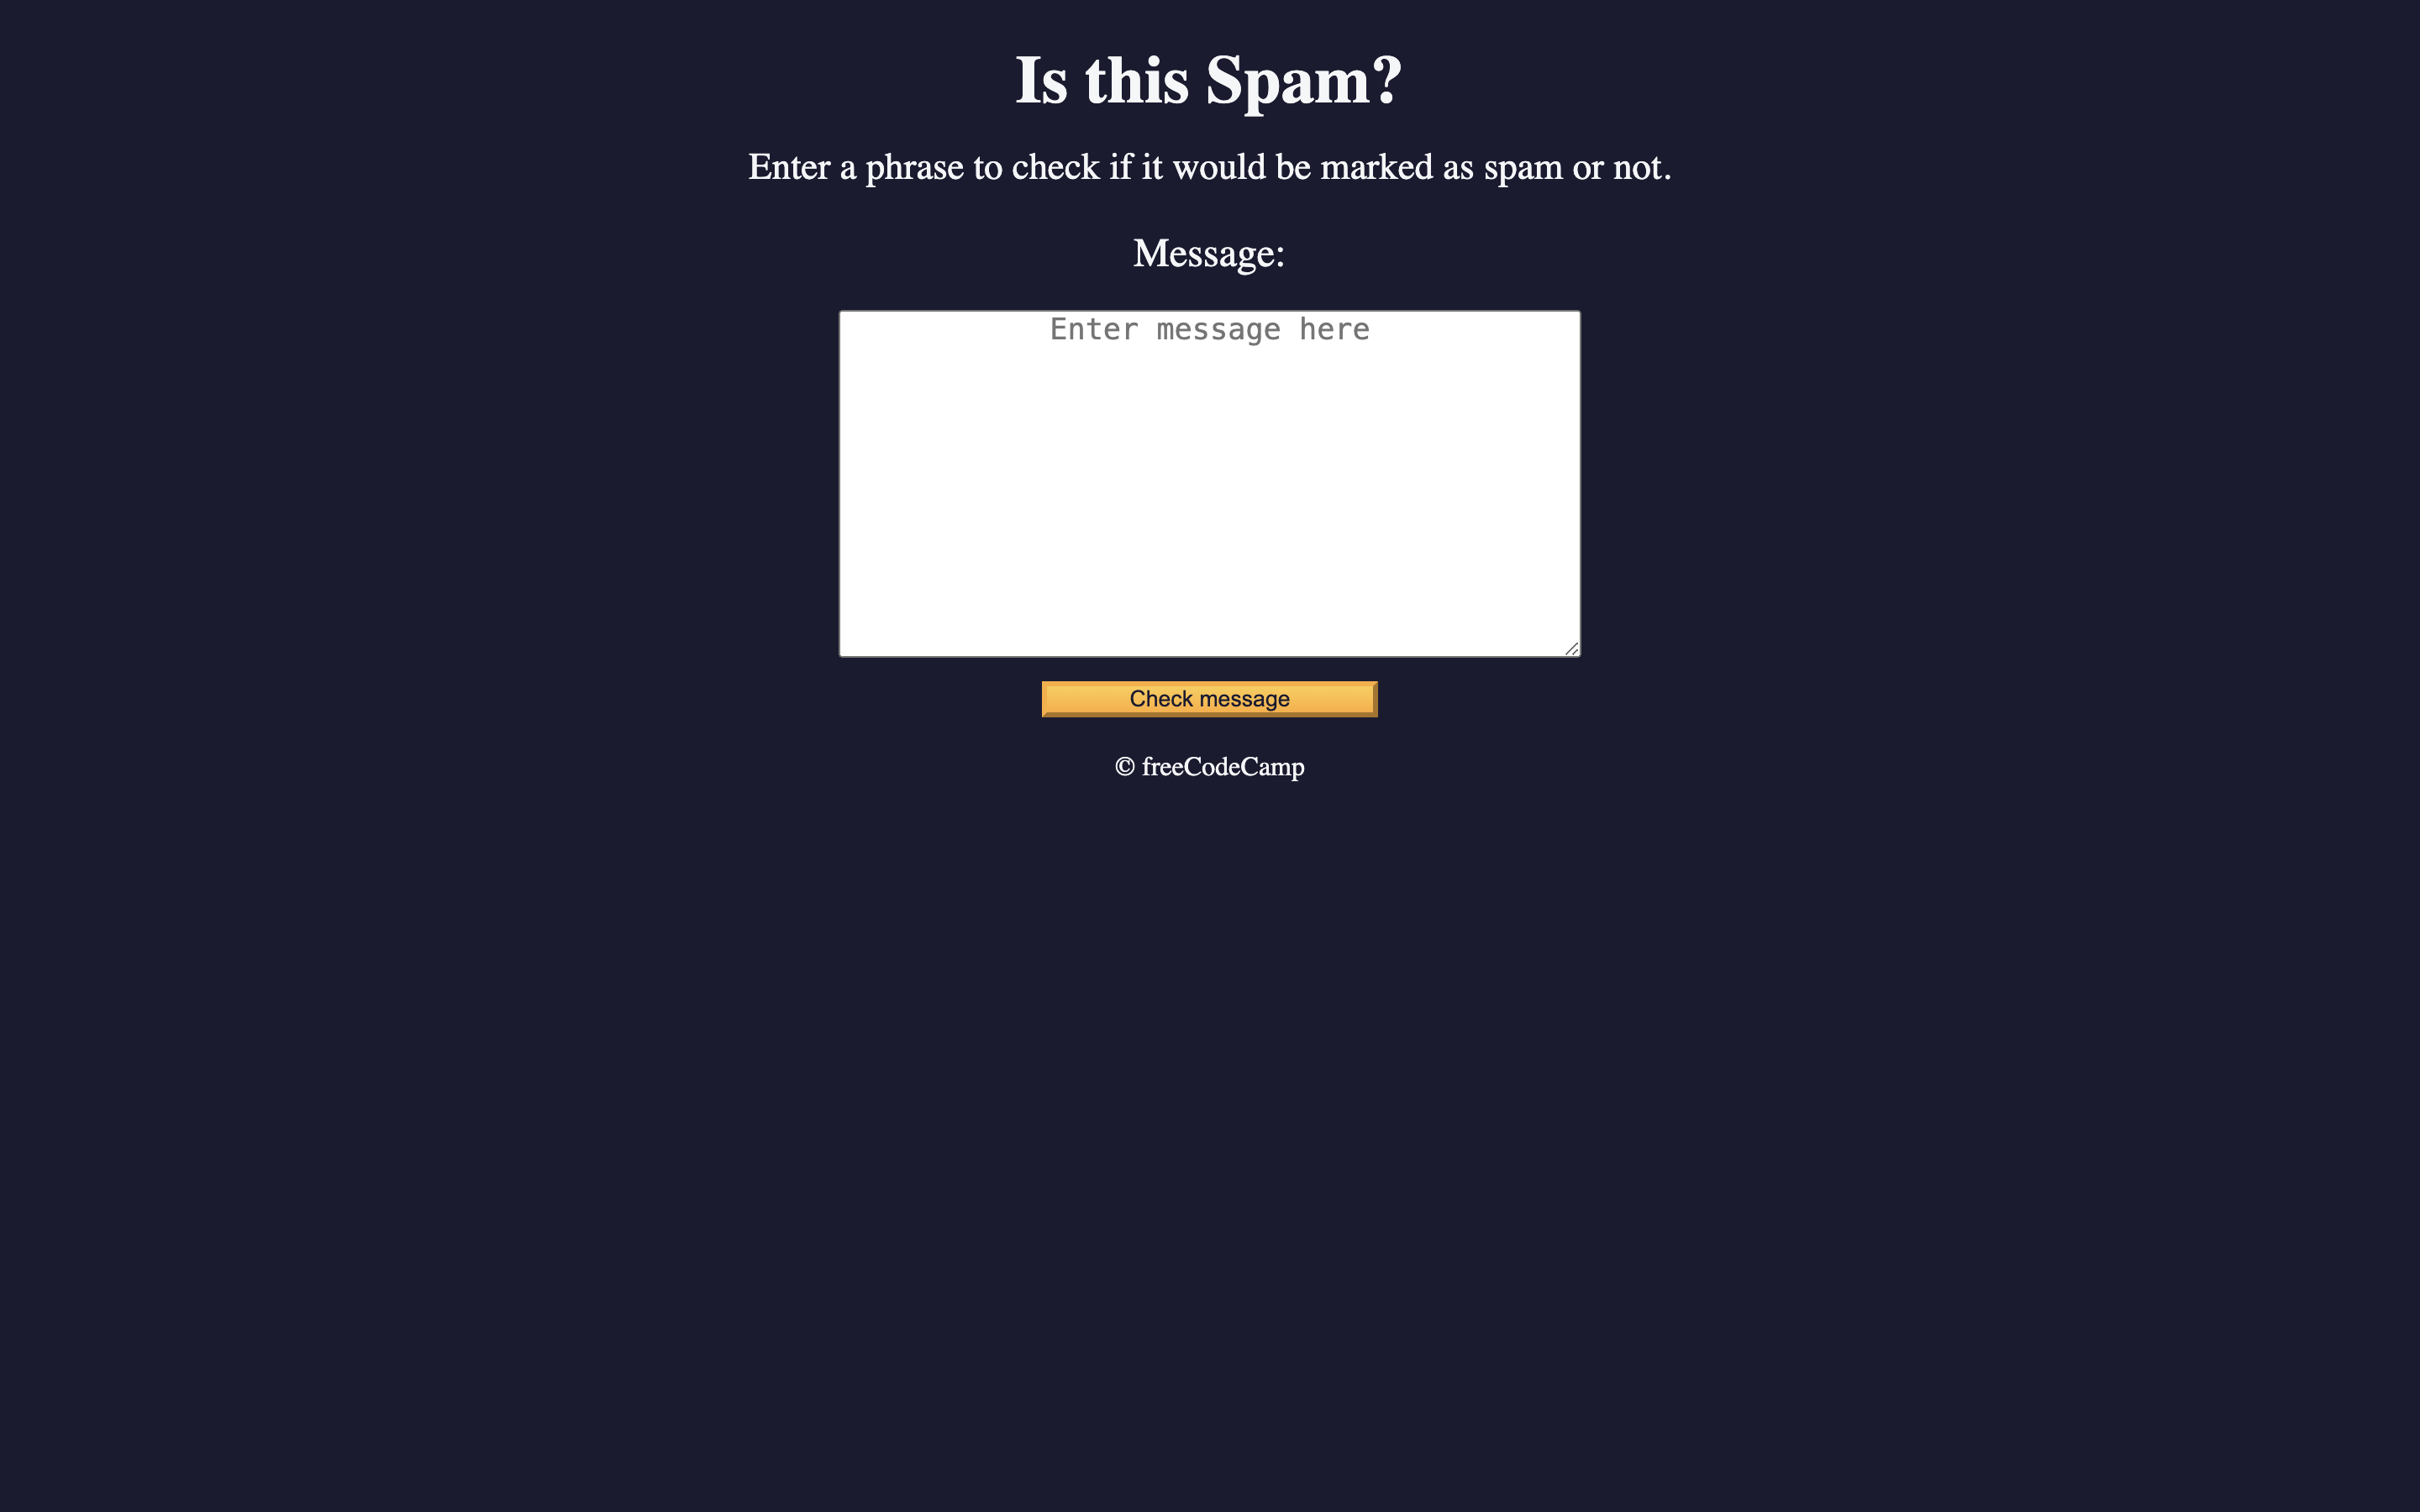 Is this Spam?
Enter a phrase to check if it would be marked as spam or not.
Message:
Enter message here
Check message
© freeCodeCamp